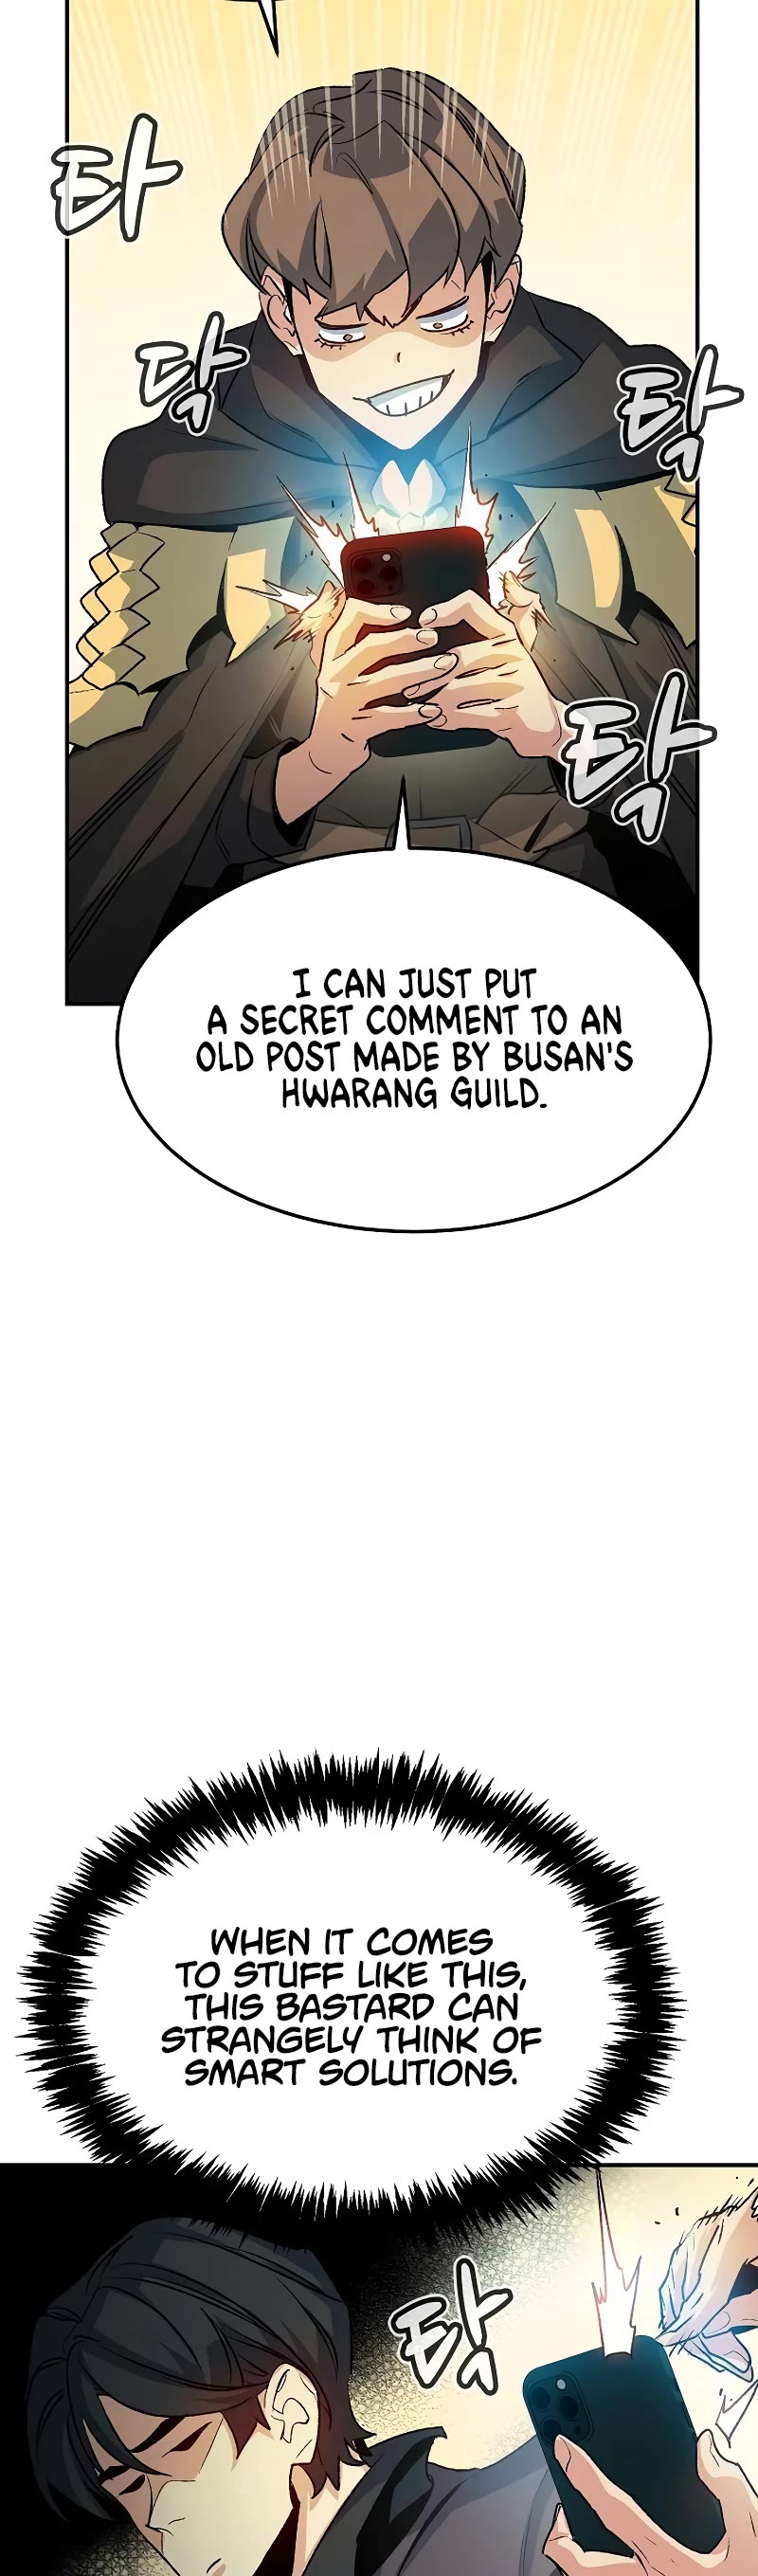 타
닥
탁
탁
I CAN JUST PUT
A SECRET COMMENT TO AN
OLD POST MADE BY BUSAN'S
HWARANG GUILD.
WHEN IT COMES
TO STUFF LIKE THIS,
THIS BASTARD CAN
STRANGELY THINK OF
SMART SOLUTIONS.
탁